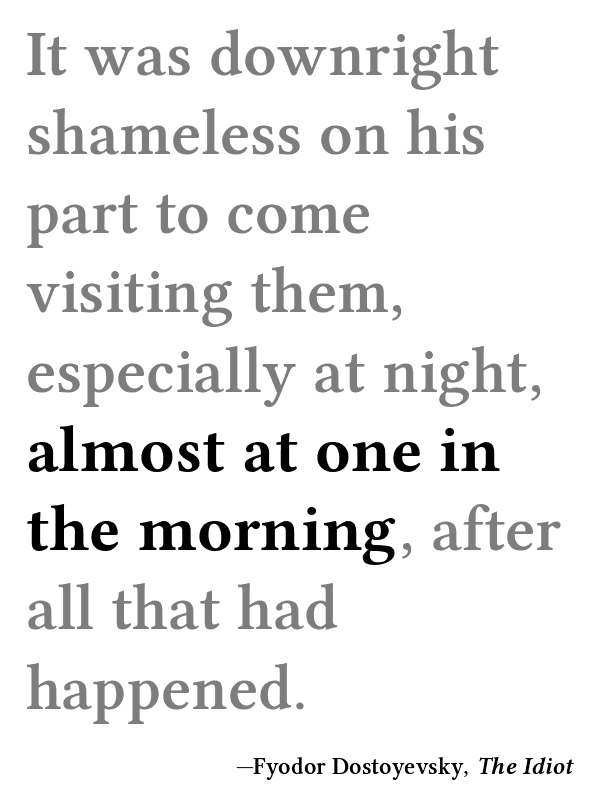 It was downright
shameless on his
part to come
visiting them,
especially at night,
almost at one in
the morning, after
all that had
happened.
—Fyodor Dostoyevsky, The Idiot